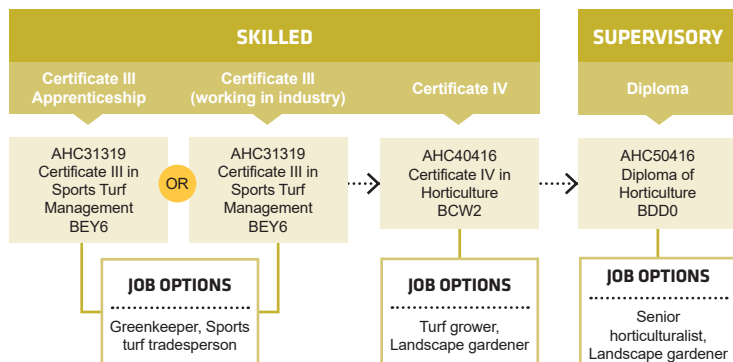 SKILLED
SUPERVISORY
Certificate III
Apprenticeship
Certificate III
(working in industry)
Certificate IV
Diploma
AHC31319
Certificate III in
Sports Turf
Management
BEY6
OR
AHC31319
Certificate III in
Sports Turf
Management
BEY6
AHC40416
Certificate IV in
Horticulture
BCW2
AHC50416
Diploma of
Horticulture
BDD0
JOB OPTIONS
Greenkeeper, Sports
turf tradesperson
JOB OPTIONS
Turf grower,
Landscape gardener
JOB OPTIONS
Senior
horticulturalist,
Landscape gardener